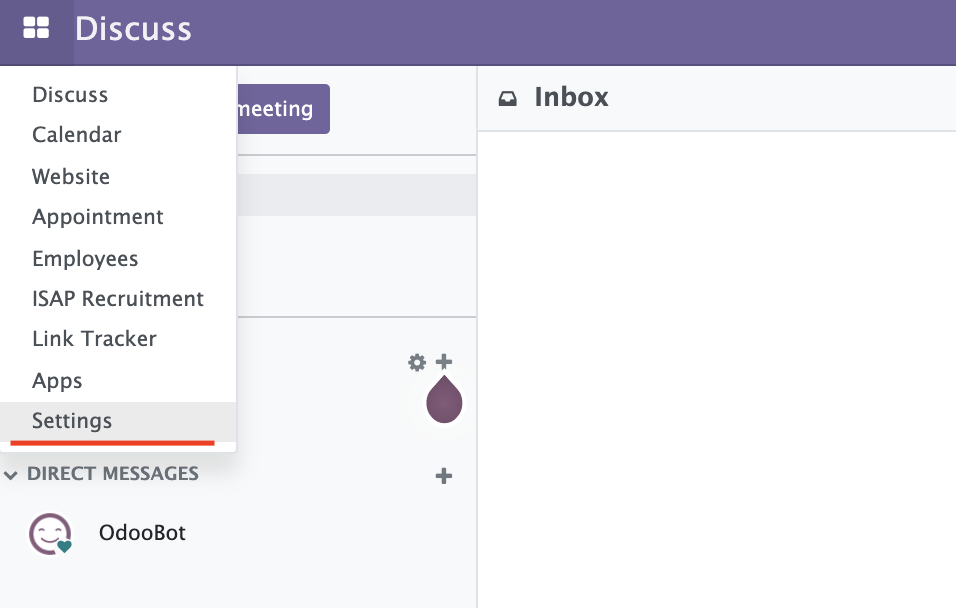 Discuss
Discuss
Calendar
Website
Appointment
Employees
ISAP Recruitment
Link Tracker
Apps
Settings
meeting
Inbox
DIRECT MESSAGES
OdooBot